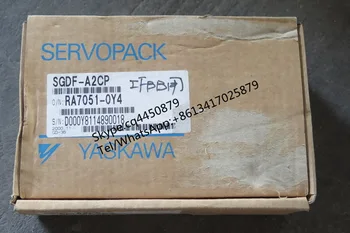 SERVOPACK
SGDF-A2CP
O/N: RA7051-0Y4
S/N: D000Y8114890018
YASKAWA
Skype:cq4450879
Tel/WhatsApp:+8613417025879